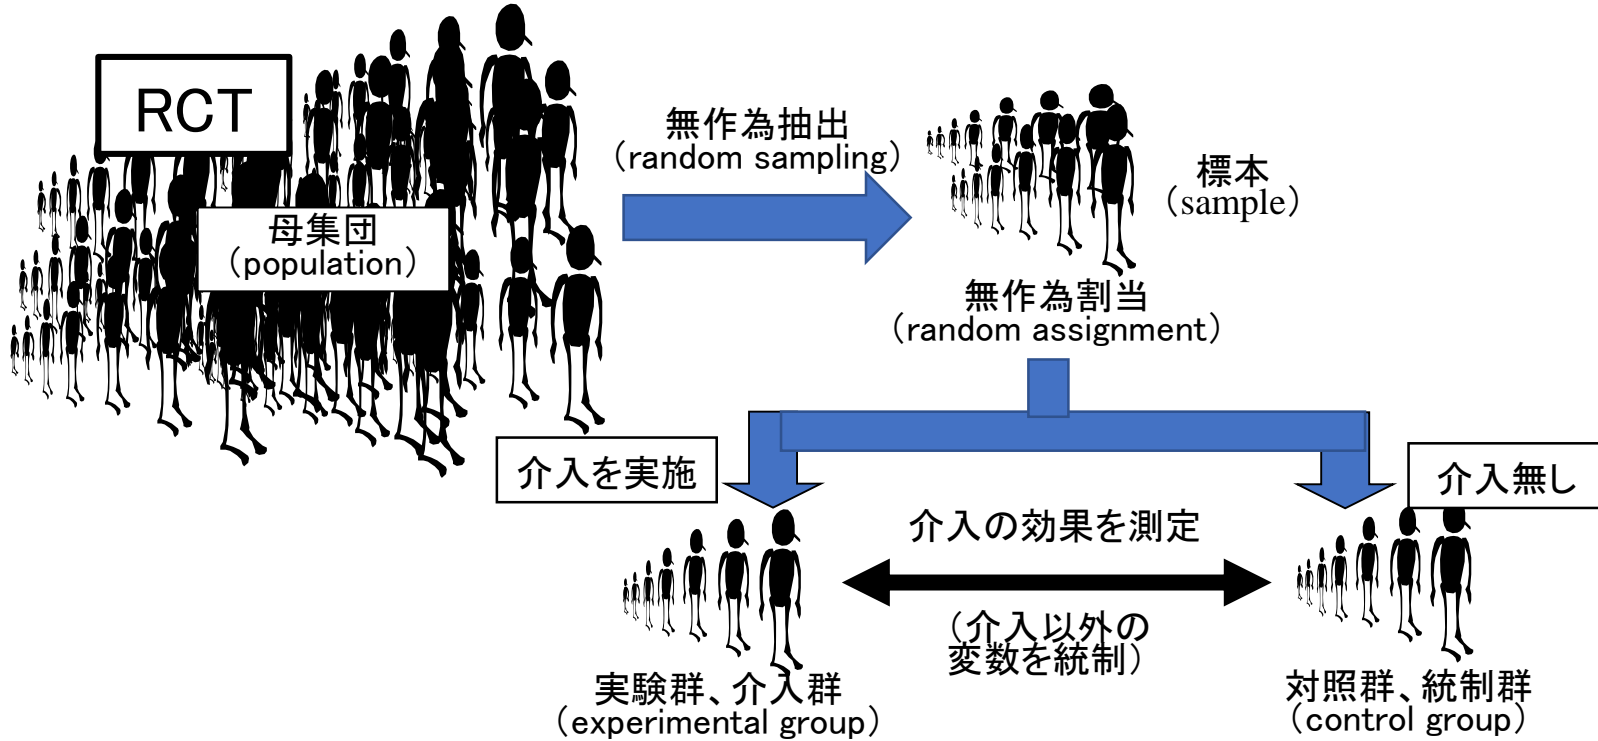 RCT
母集団
（population）
無作為抽出
（random sampling）
標本
（sample）
無作為割当
（random assignment）
介入を実施
介入無し
介入の効果を測定
（介入以外の
変数を統制）
実験群、介入群
（experimental group）
対照群、統制群
（control group）